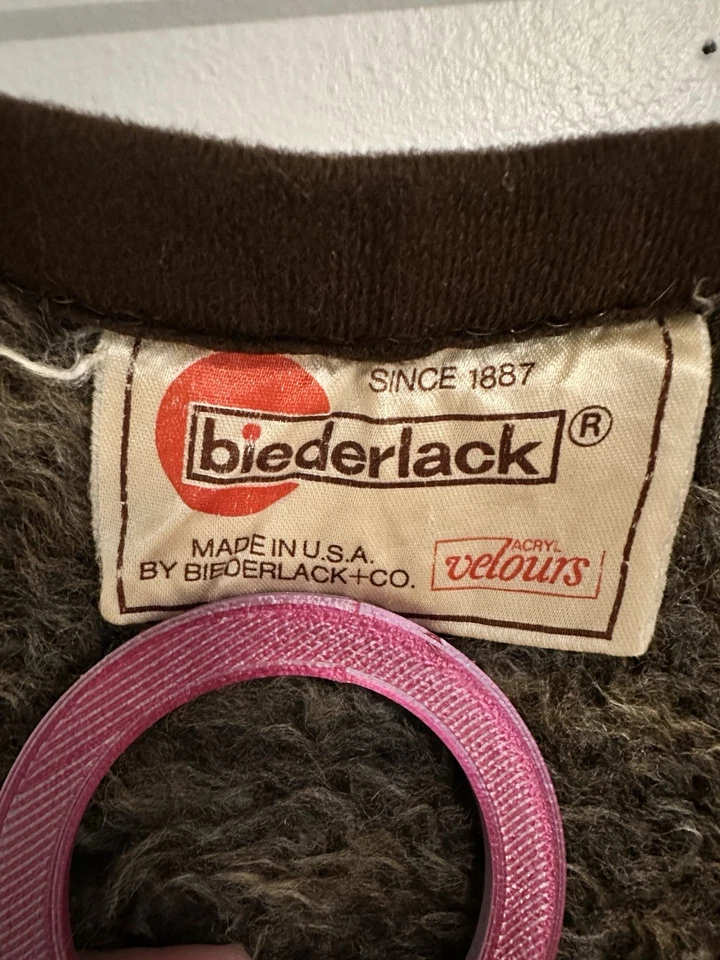 SINCE 1887
biederlack ®
MADE IN U.S.A.
BY BIEDERLACK+CO.
ACRYL
velours